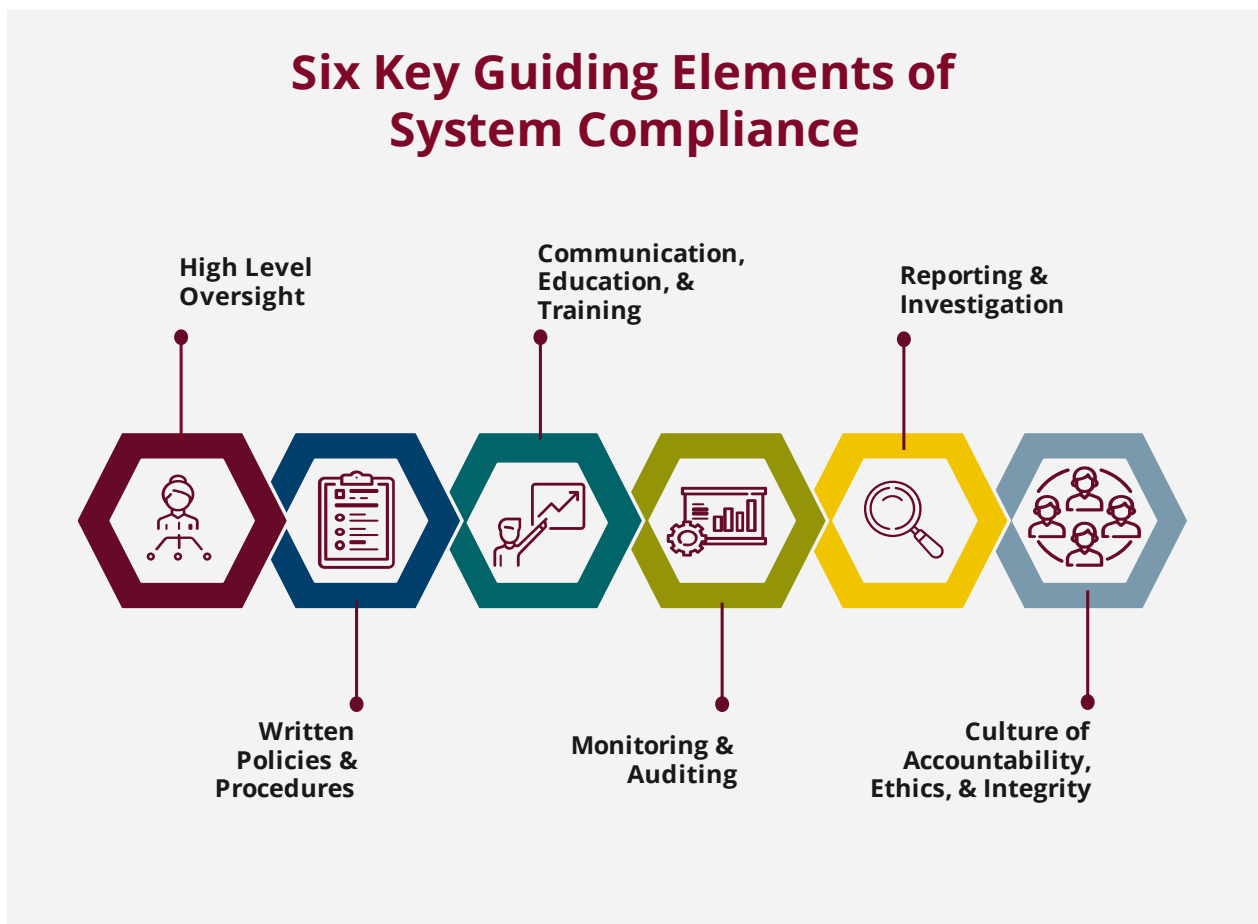 Six Key Guiding Elements of
System Compliance
High Level
Oversight
Communication,
Education, &
Training
Reporting &
Investigation
Written
Policies &
Procedures
Monitoring &
Auditing
Culture of
Accountability,
Ethics, & Integrity